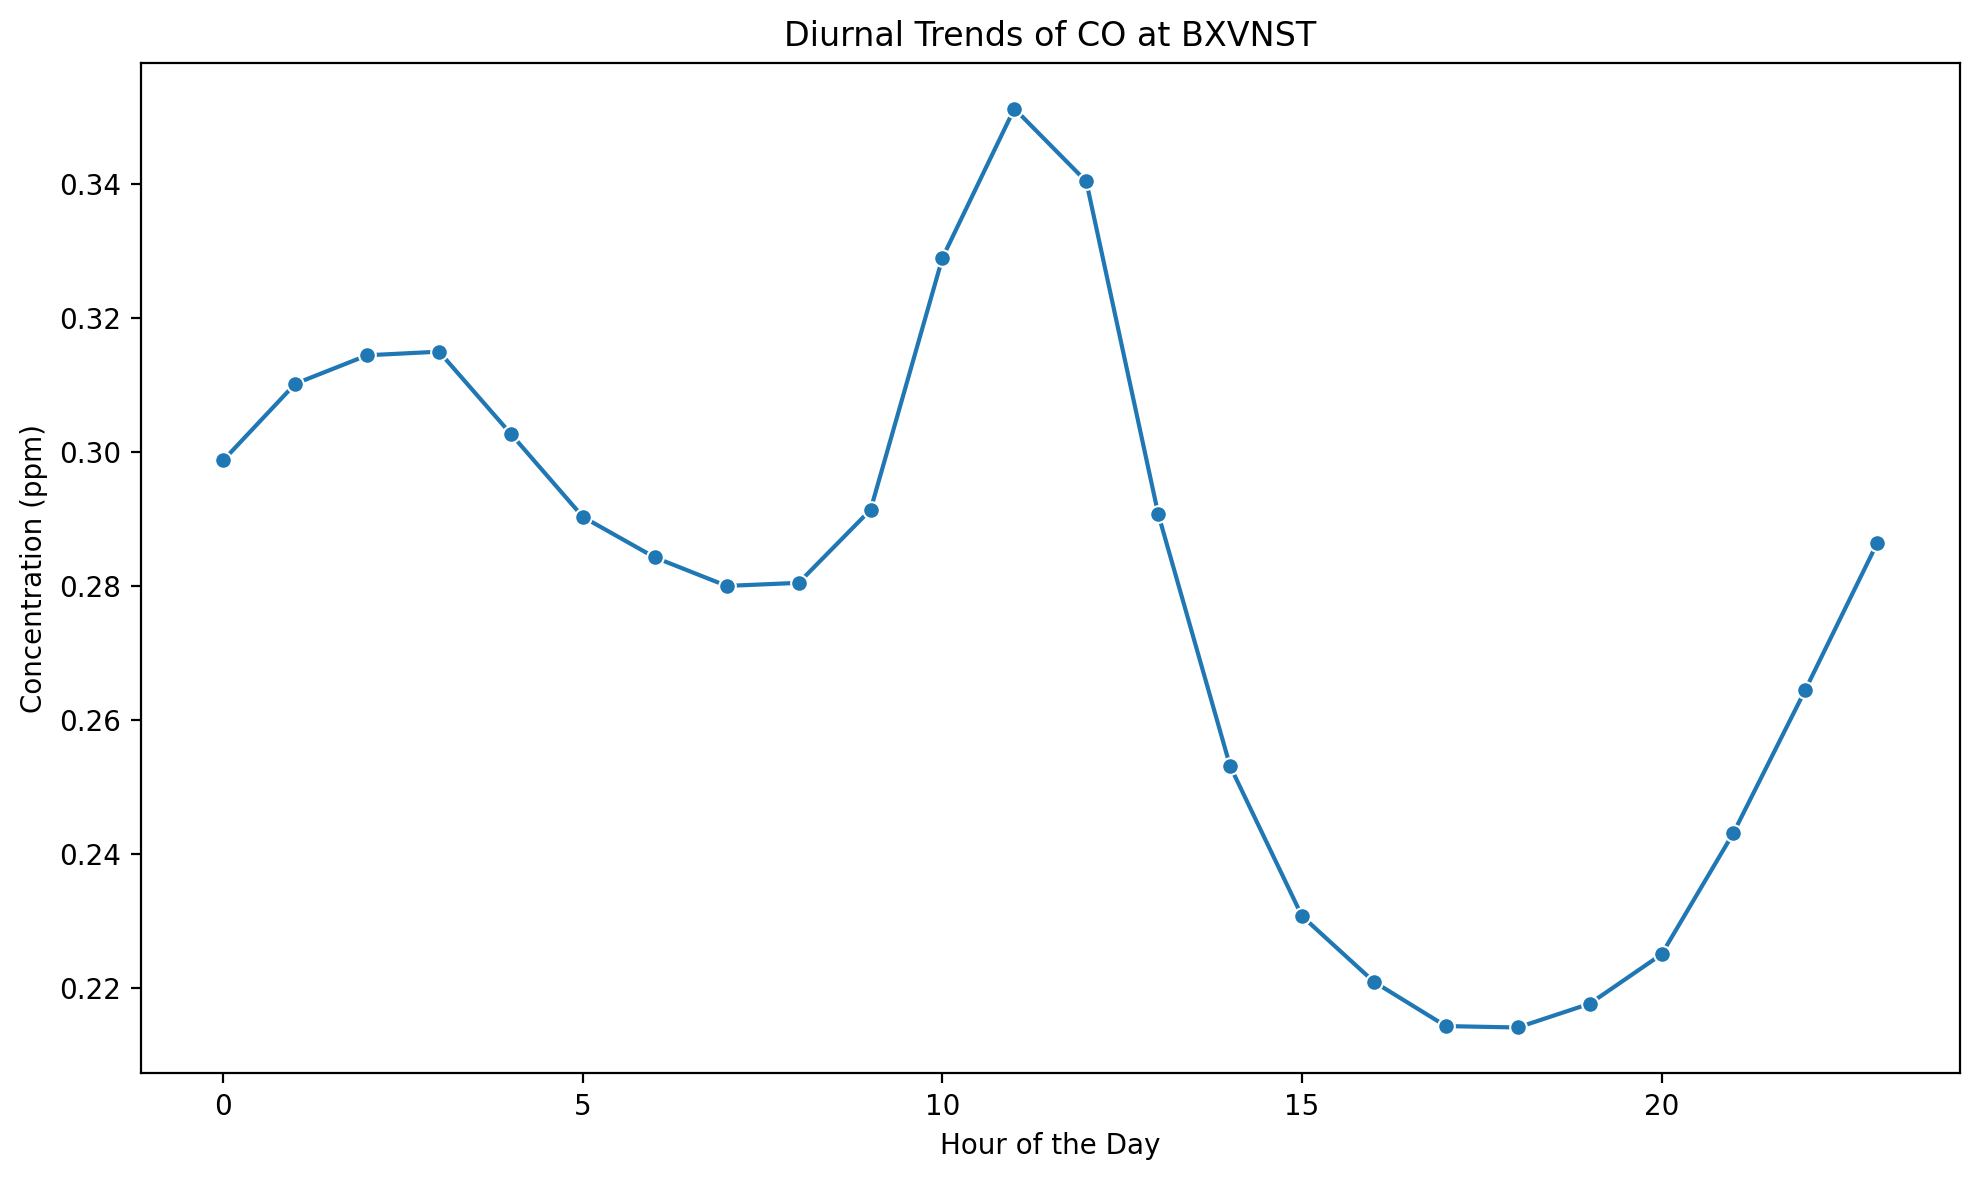 Diurnal Trends of CO at BXVNST
Concentration (ppm)
0.34
0.32
0.30
0.28
0.26
0.24
0.22
0 5 10 15 20
Hour of the Day